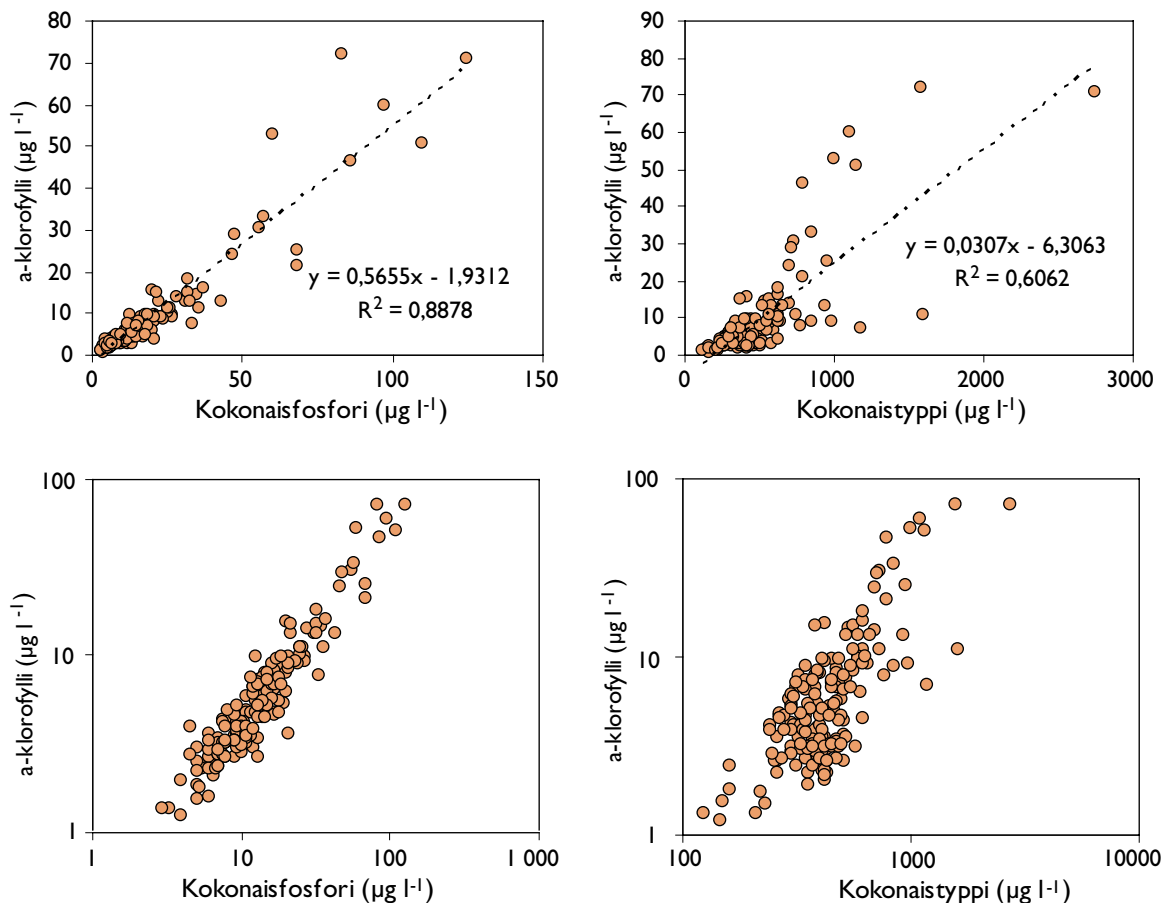 80
70
60
50
40
30
20
10
0
a-klorofylli (µg l⁻¹)
y = 0,5655x - 1,9312
R² = 0,8878
0 50 100 150
Kokonaisfosfori (µg l⁻¹)
90
80
70
60
50
40
30
20
10
0
a-klorofylli (µg l⁻¹)
y = 0,0307x - 6,3063
R² = 0,6062
0 1000 2000 3000
Kokonaistyppi (µg l⁻¹)
100
10
1
a-klorofylli (µg l⁻¹)
1 10 100 1 000
Kokonaisfosfori (µg l⁻¹)
100
10
1
a-klorofylli (µg l⁻¹)
100 1000 10000
Kokonaistyppi (µg l⁻¹)